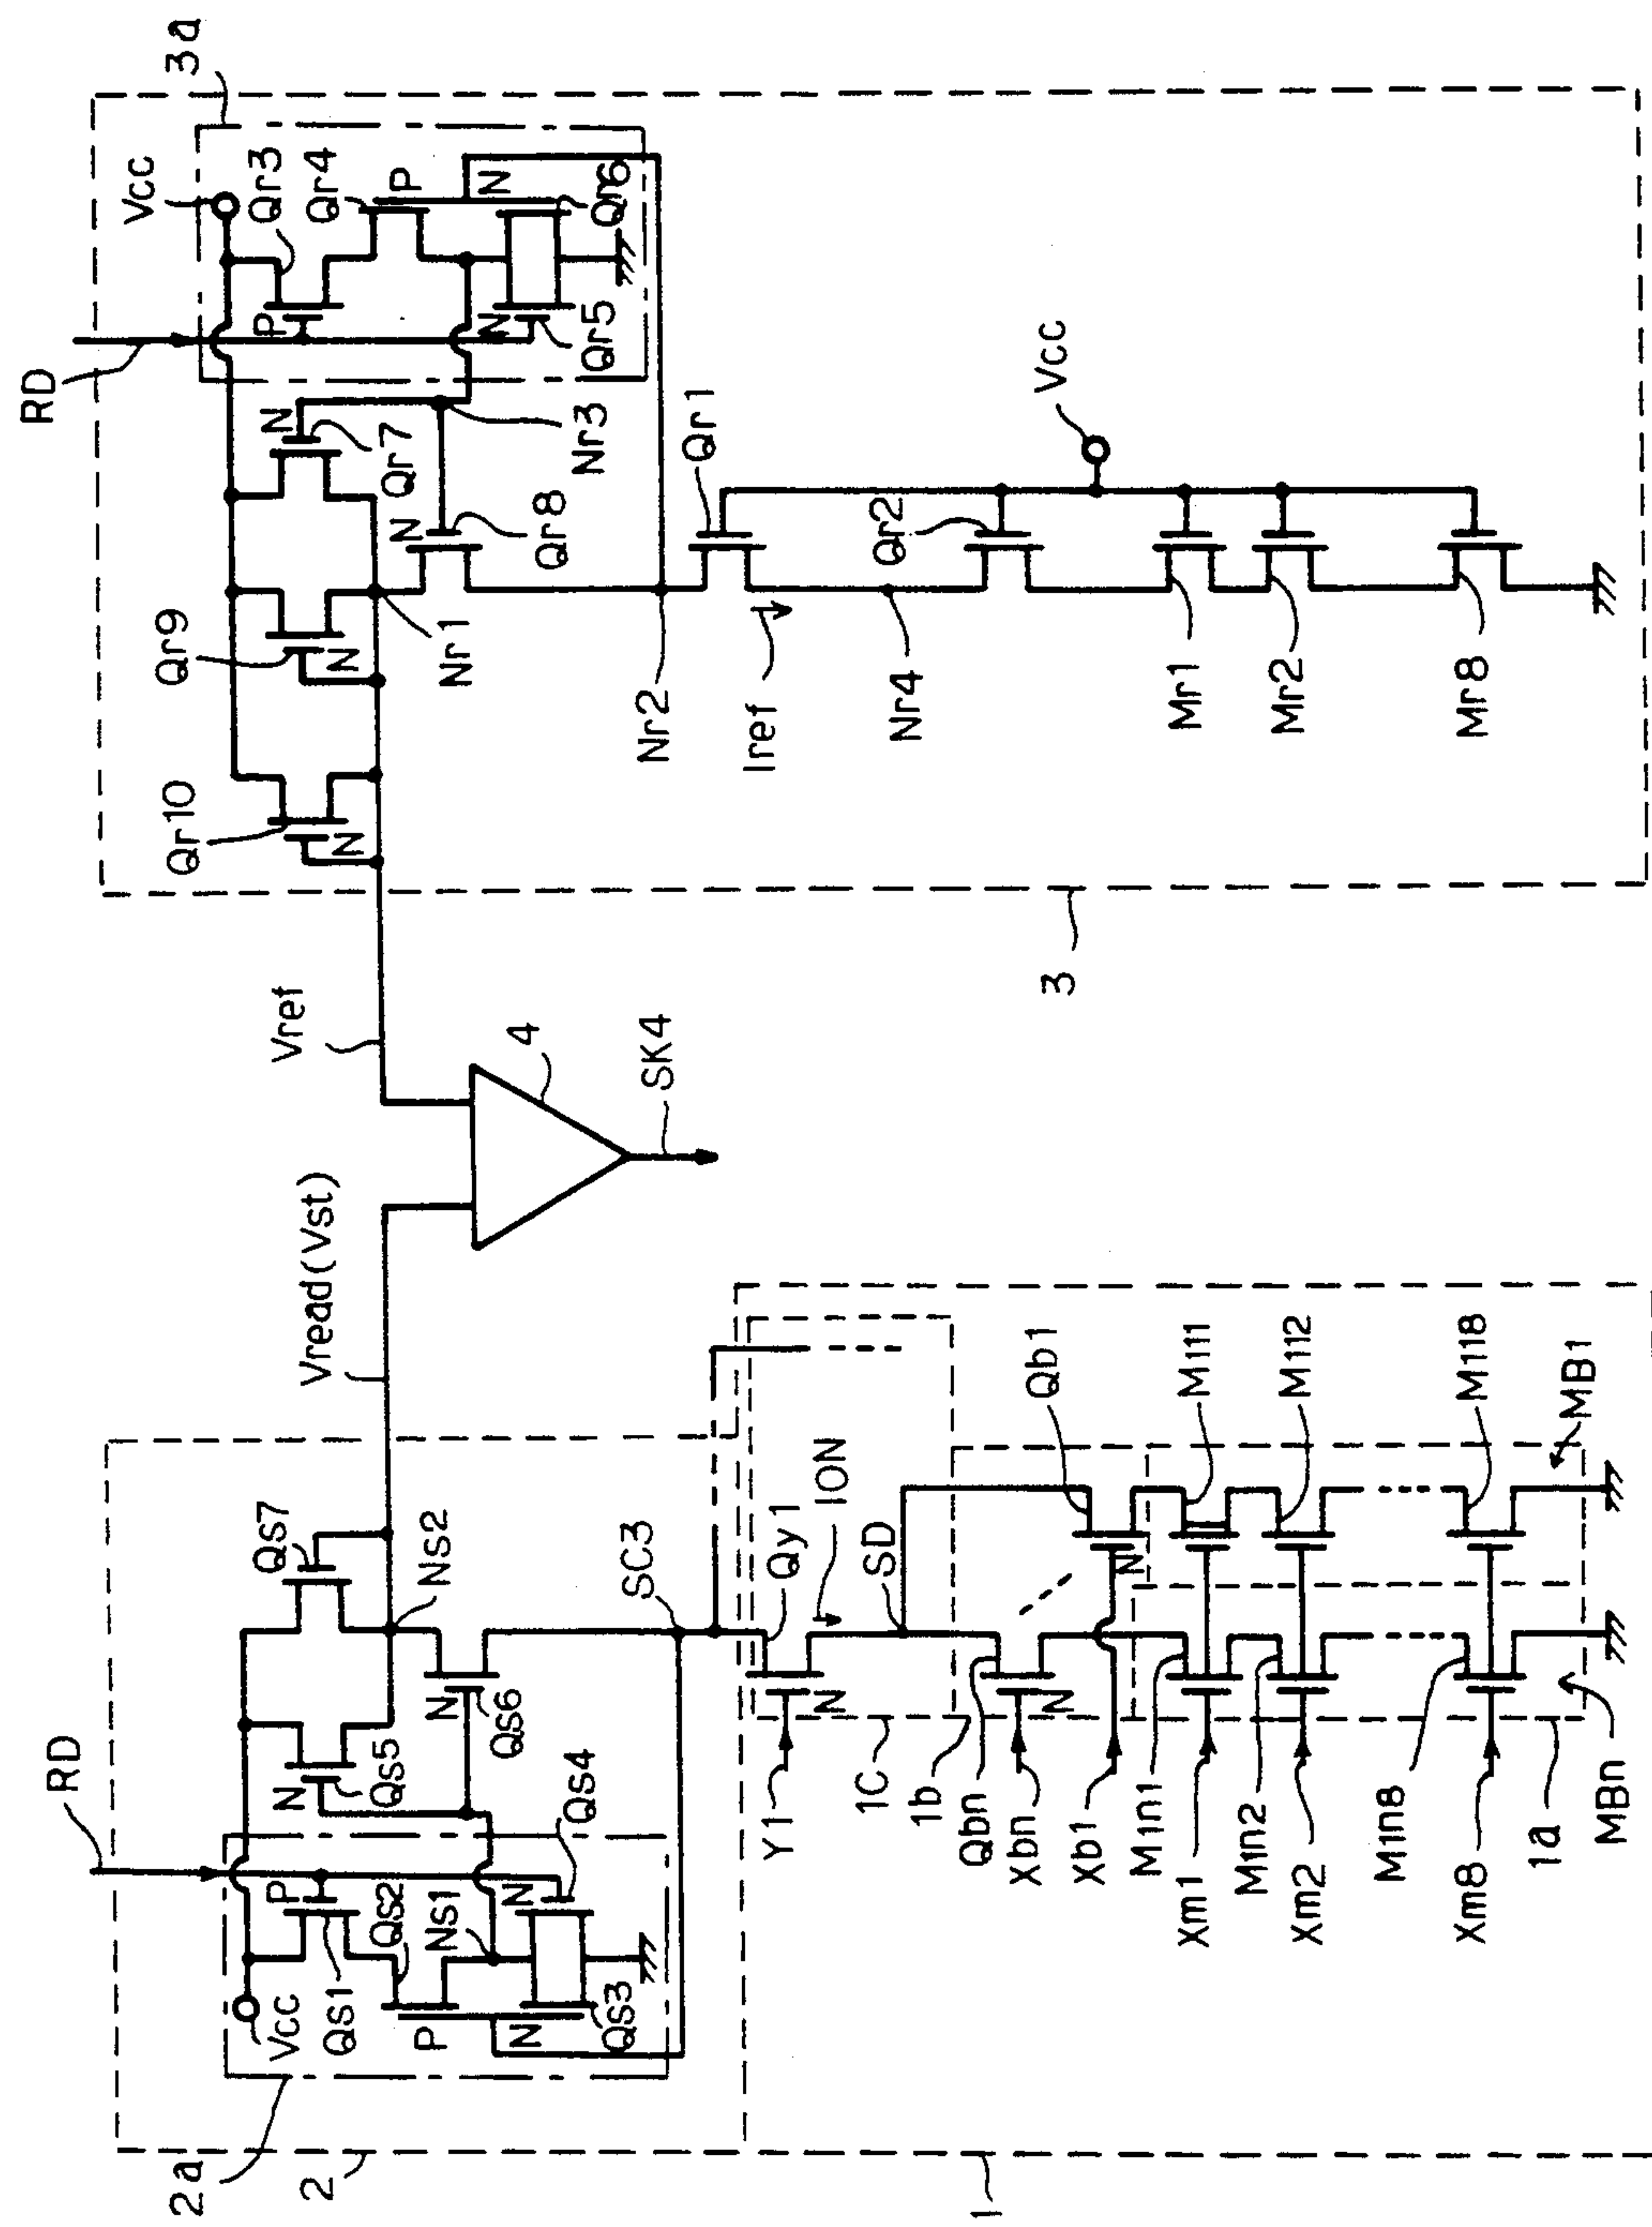 RD
Vcc
3a
Qr3
P
Qr4
P
N
Qr6
N
Qr5
N
Qr7
Nr3
Qr9
N
Nr1
N
Qr8
Qr10
N
Nr2
Qr1
Iref
Nr4
Qr2
Vcc
Mr1
Mr2
Mr8
3
Vref
4
SK4
Vread(Vst)
RD
2a
2
Vcc
Qs1
P
Qs2
P
Ns1
N
Qs3
N
Qs4
N
Qs5
Qs7
Ns2
N
Qs6
SC3
Qy1
ION
N
Y1
1C
SD
1b
Qbn
N
Xbn
Qb1
N
Xb1
M1n1
M111
Xm1
M1n2
M112
Xm2
M1n8
M118
Xm8
1a
MBn
MB1
1